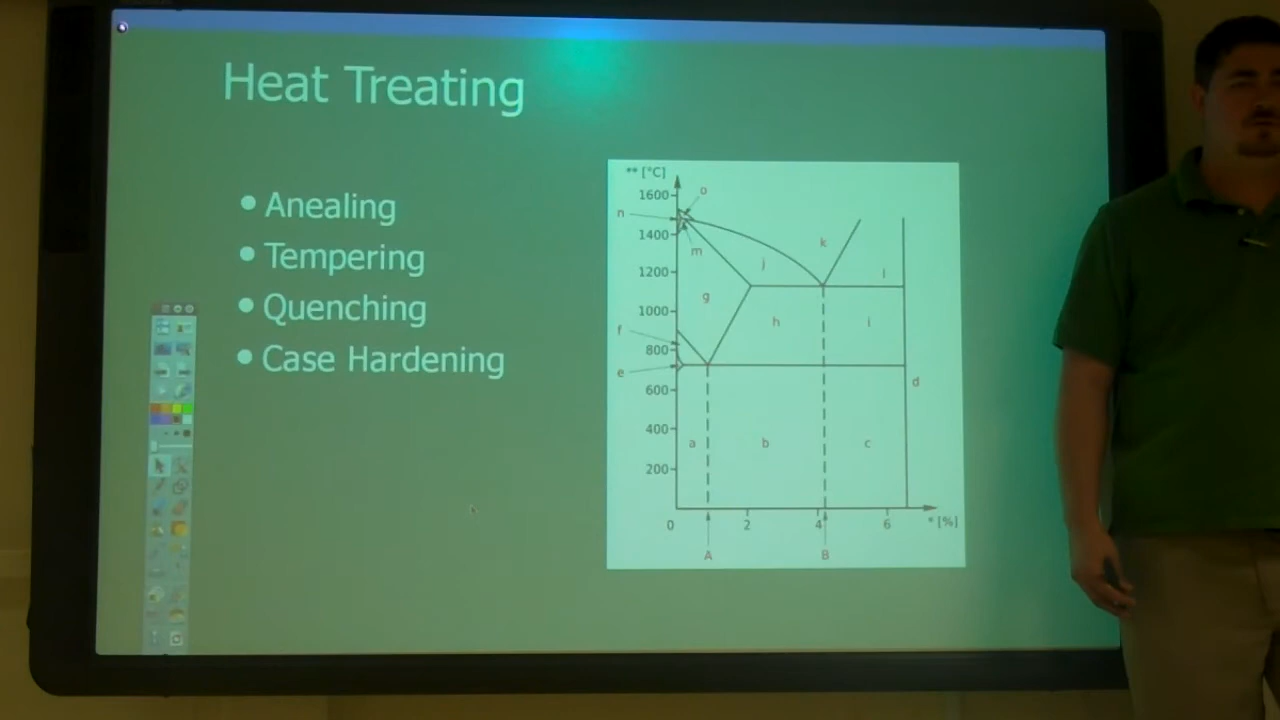 Heat Treating
Anealing
Tempering
Quenching
Case Hardening
** [°C]
1600
o
n
1400
m
k
j
1200
l
g
1000
h
i
f
800
e
d
600
400
a
b
c
200
0
2
4
6
* [%]
A
B